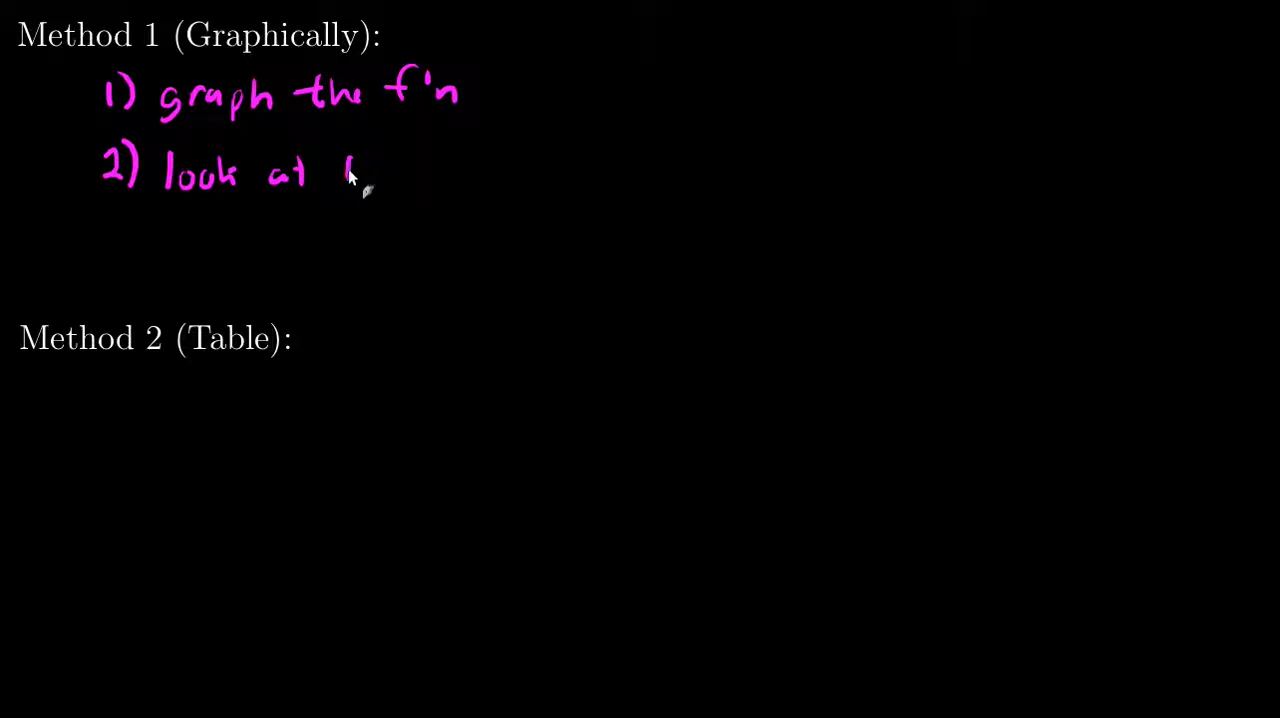 Method 1 (Graphically):
1) graph the f'n
2) look at
Method 2 (Table):